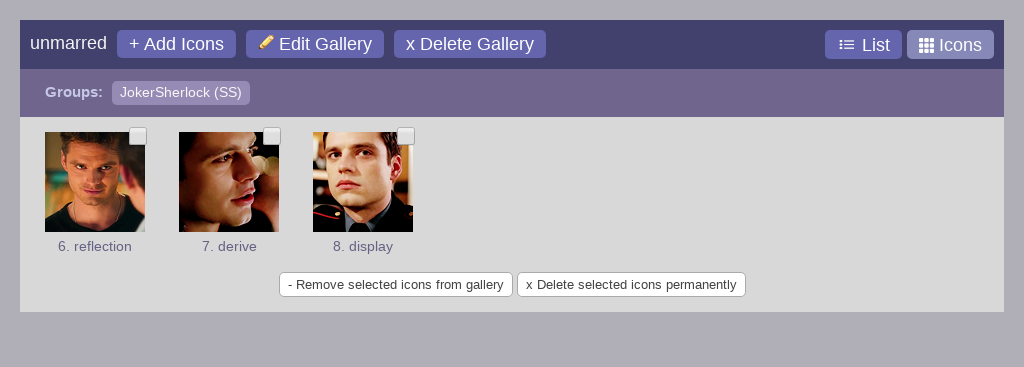 unmarred + Add Icons Edit Gallery x Delete Gallery List Icons
Groups: JokerSherlock (SS)
6. reflection 7. derive 8. display
- Remove selected icons from gallery x Delete selected icons permanently